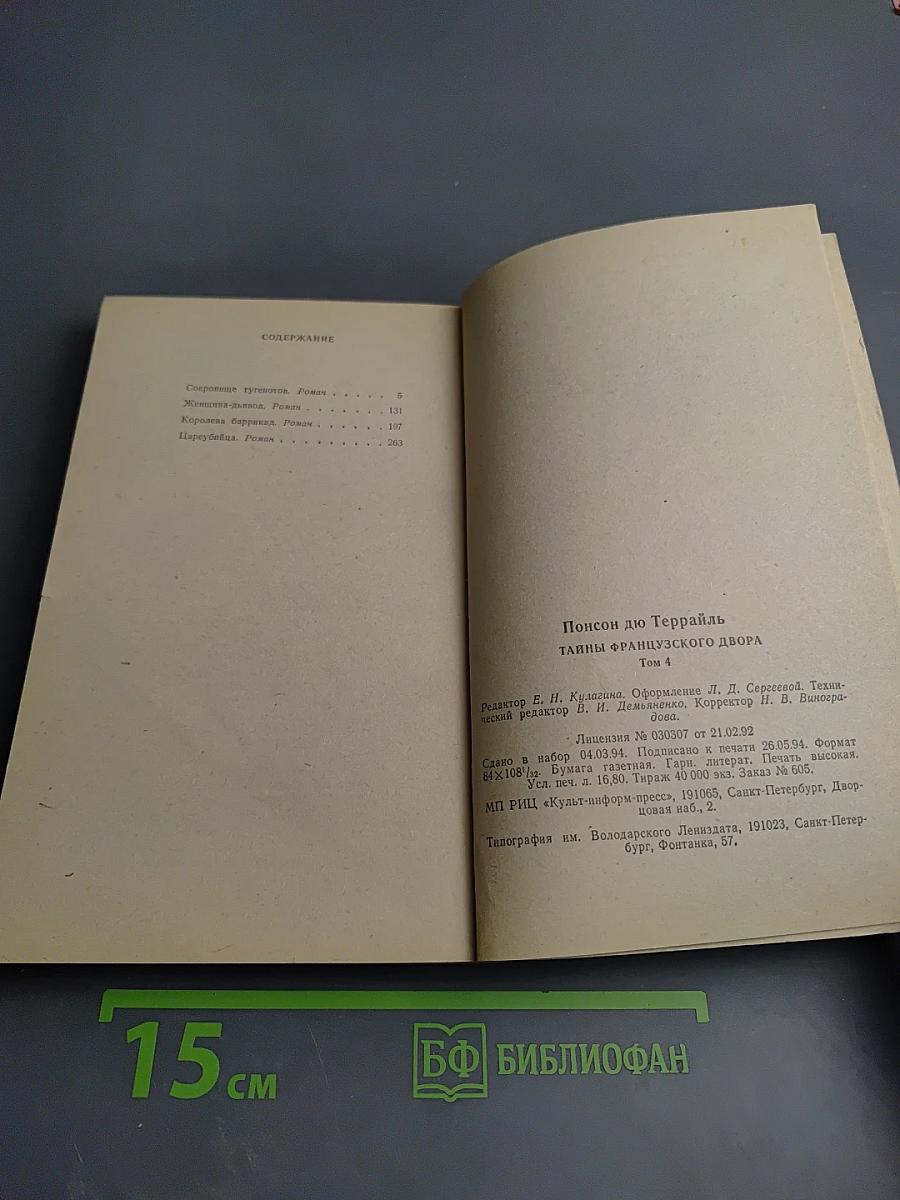 СОДЕРЖАНИЕ
Сокровище гугенотов. Роман . . . . . 5
Женщина-дьявол. Роман . . . . . . . 131
Королева баррикад. Роман . . . . . . 197
Цареубийца. Роман . . . . . . . . . 263
Понсон дю Террайль
ТАЙНЫ ФРАНЦУЗСКОГО ДВОРА
Том 4
Редактор Е. Н. Кулагина. Оформление Л. Д. Сергеевой. Техни-
ческий редактор В. И. Демьяненко. Корректор Н. В. Виногра-
дова.
Лицензия № 030307 от 21.02.92
Сдано в набор 04.03.94. Подписано к печати 26.05.94. Формат
84×108¹/₃₂. Бумага газетная. Гарн. литерат. Печать высокая.
Усл. печ. л. 16,80. Тираж 40 000 экз. Заказ № 605.
МП РИЦ «Культ-информ-пресс», 191065, Санкт-Петербург, Двор-
цовая наб., 2.
Типография им. Володарского Лениздата, 191023, Санкт-Петер-
бург, Фонтанка, 57.
15 см
БФ БИБЛИОФАН